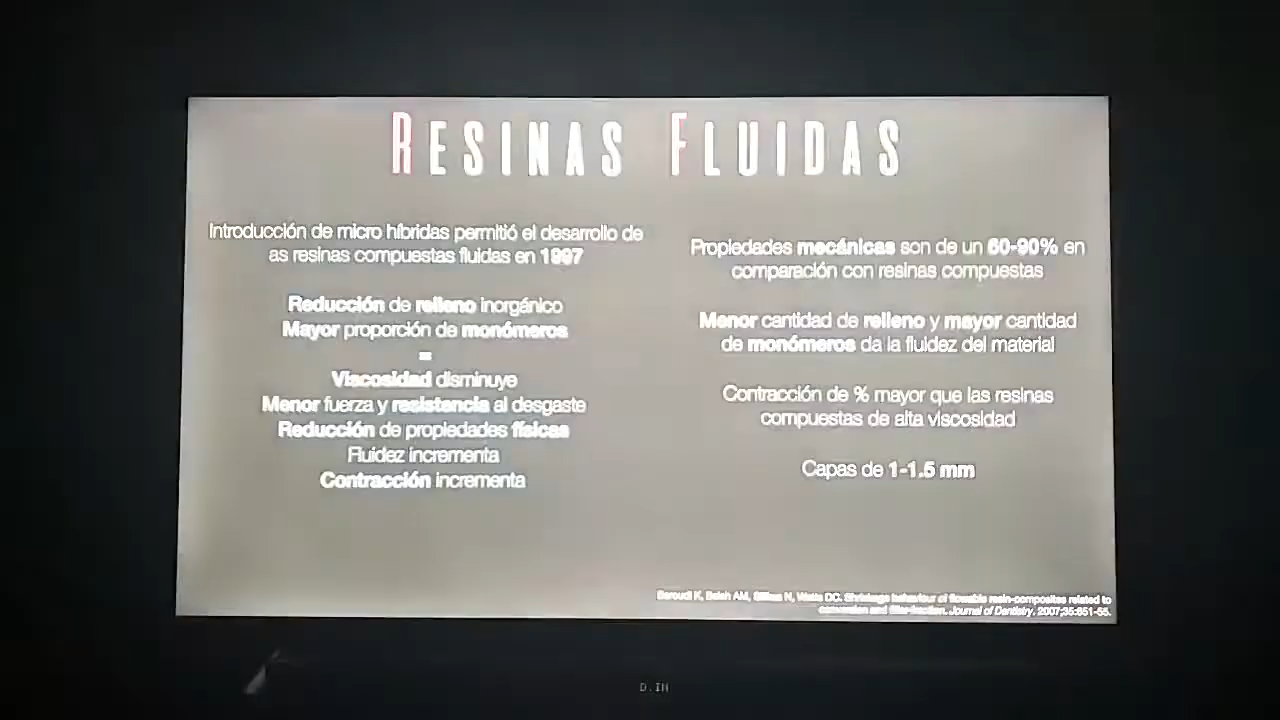 RESINAS FLUIDAS
Introducción de micro híbridas permitió el desarrollo de
as resinas compuestas fluidas en 1997
Reducción de relleno inorgánico
Mayor proporción de monómeros
=
Viscosidad disminuye
Menor fuerza y resistencia al desgaste
Reducción de propiedades físicas
Fluidez incrementa
Contracción incrementa
Propiedades mecánicas son de un 60-90% en
comparación con resinas compuestas
Menor cantidad de relleno y mayor cantidad
de monómeros da la fluidez del material
Contracción de % mayor que las resinas
compuestas de alta viscosidad
Capas de 1-1.5 mm
Baroudi K, Saleh AM, Silikas N, Watts DC. Shrinkage behaviour of flowable resin-composites related to
conversion and filler-fraction. Journal of Dentistry. 2007;35:651-55.
D.IN